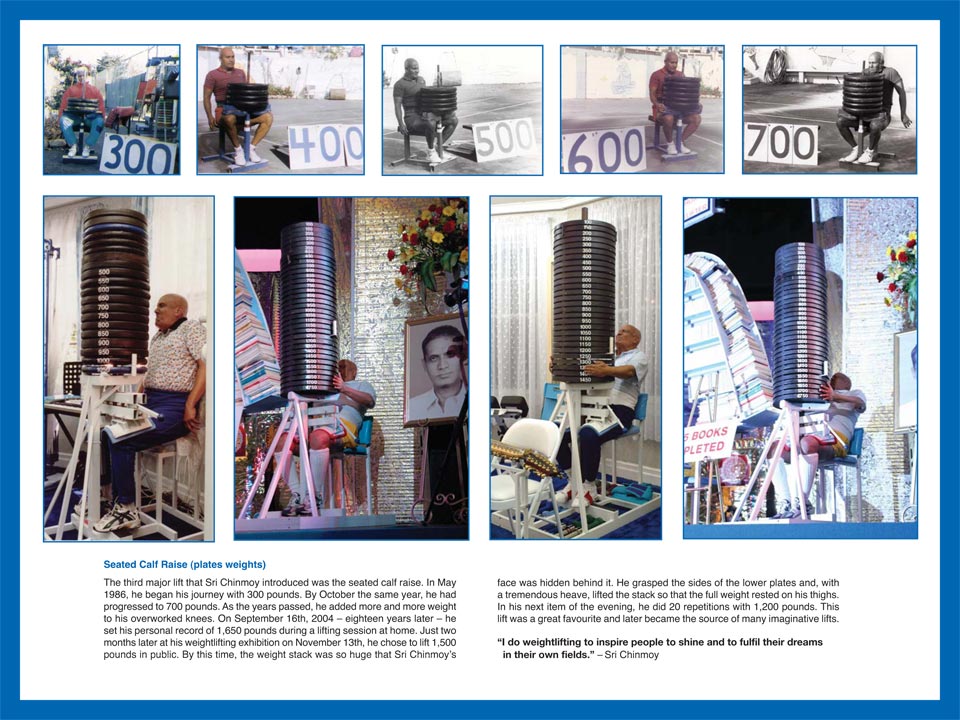 300
400
500
600
700
500
550
600
650
700
750
800
850
900
950
1000
5 BOOKS
PLETED
Seated Calf Raise (plates weights)
The third major lift that Sri Chinmoy introduced was the seated calf raise. In May
1986, he began his journey with 300 pounds. By October the same year, he had
progressed to 700 pounds. As the years passed, he added more and more weight
to his overworked knees. On September 16th, 2004 – eighteen years later – he
set his personal record of 1,650 pounds during a lifting session at home. Just two
months later at his weightlifting exhibition on November 13th, he chose to lift 1,500
pounds in public. By this time, the weight stack was so huge that Sri Chinmoy’s
face was hidden behind it. He grasped the sides of the lower plates and, with
a tremendous heave, lifted the stack so that the full weight rested on his thighs.
In his next item of the evening, he did 20 repetitions with 1,200 pounds. This
lift was a great favourite and later became the source of many imaginative lifts.
“I do weightlifting to inspire people to shine and to fulfil their dreams
in their own fields.” – Sri Chinmoy